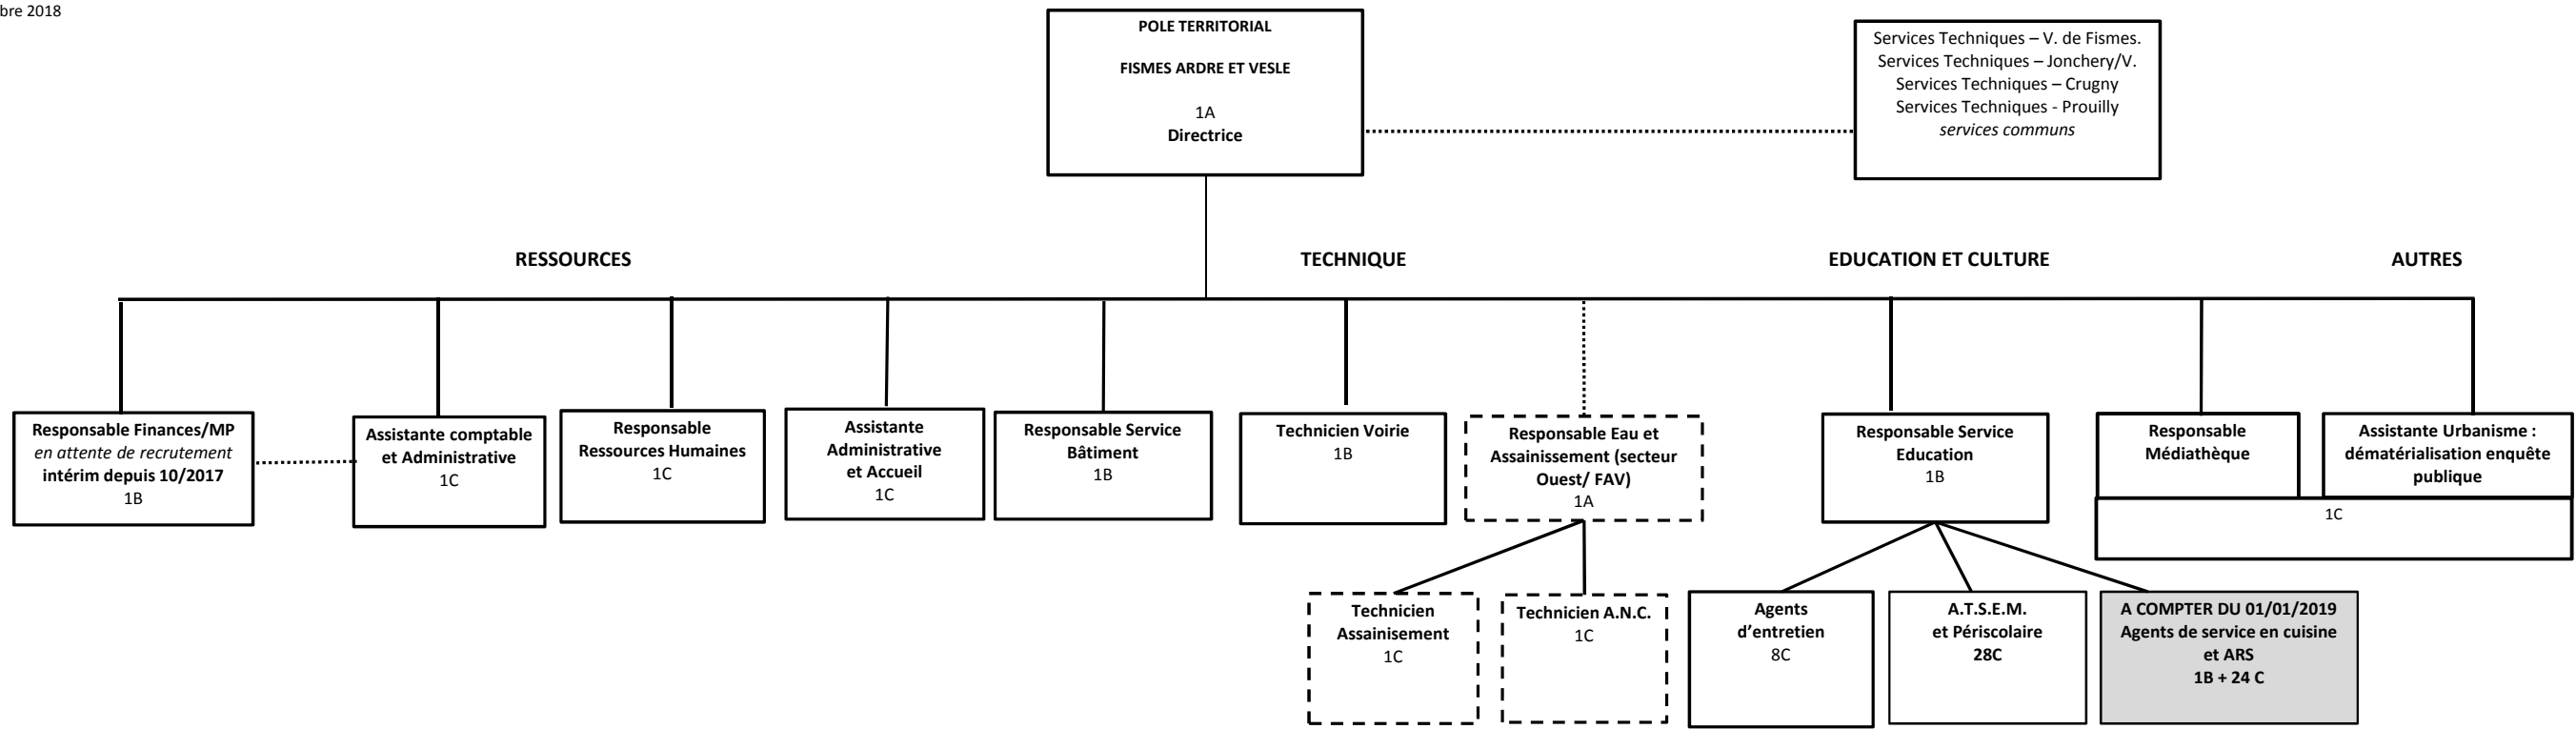 bre 2018
POLE TERRITORIAL
FISMES ARDRE ET VESLE
1A
Directrice
Services Techniques – V. de Fismes.
Services Techniques – Jonchery/V.
Services Techniques – Crugny
Services Techniques - Prouilly
services communs
RESSOURCES
TECHNIQUE
EDUCATION ET CULTURE
AUTRES
Responsable Finances/MP
en attente de recrutement
intérim depuis 10/2017
1B
Assistante comptable
et Administrative
1C
Responsable
Ressources Humaines
1C
Assistante
Administrative
et Accueil
1C
Responsable Service
Bâtiment
1B
Technicien Voirie
1B
Responsable Eau et
Assainissement (secteur
Ouest/ FAV)
1A
Responsable Service
Education
1B
Responsable
Médiathèque
Assistante Urbanisme :
dématérialisation enquête
publique
1C
Technicien
Assainisement
1C
Technicien A.N.C.
1C
Agents
d’entretien
8C
A.T.S.E.M.
et Périscolaire
28C
A COMPTER DU 01/01/2019
Agents de service en cuisine
et ARS
1B + 24 C